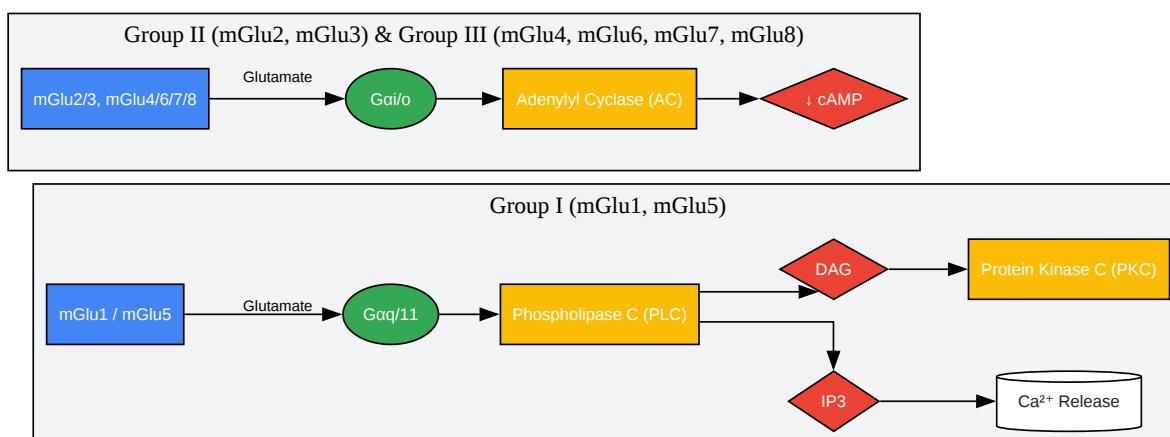 Group II (mGlu2, mGlu3) & Group III (mGlu4, mGlu6, mGlu7, mGlu8)
mGlu2/3, mGlu4/6/7/8
Glutamate
Gαi/o
Adenylyl Cyclase (AC)
↓ cAMP
Group I (mGlu1, mGlu5)
mGlu1 / mGlu5
Glutamate
Gαq/11
Phospholipase C (PLC)
DAG
Protein Kinase C (PKC)
IP3
Ca²⁺ Release